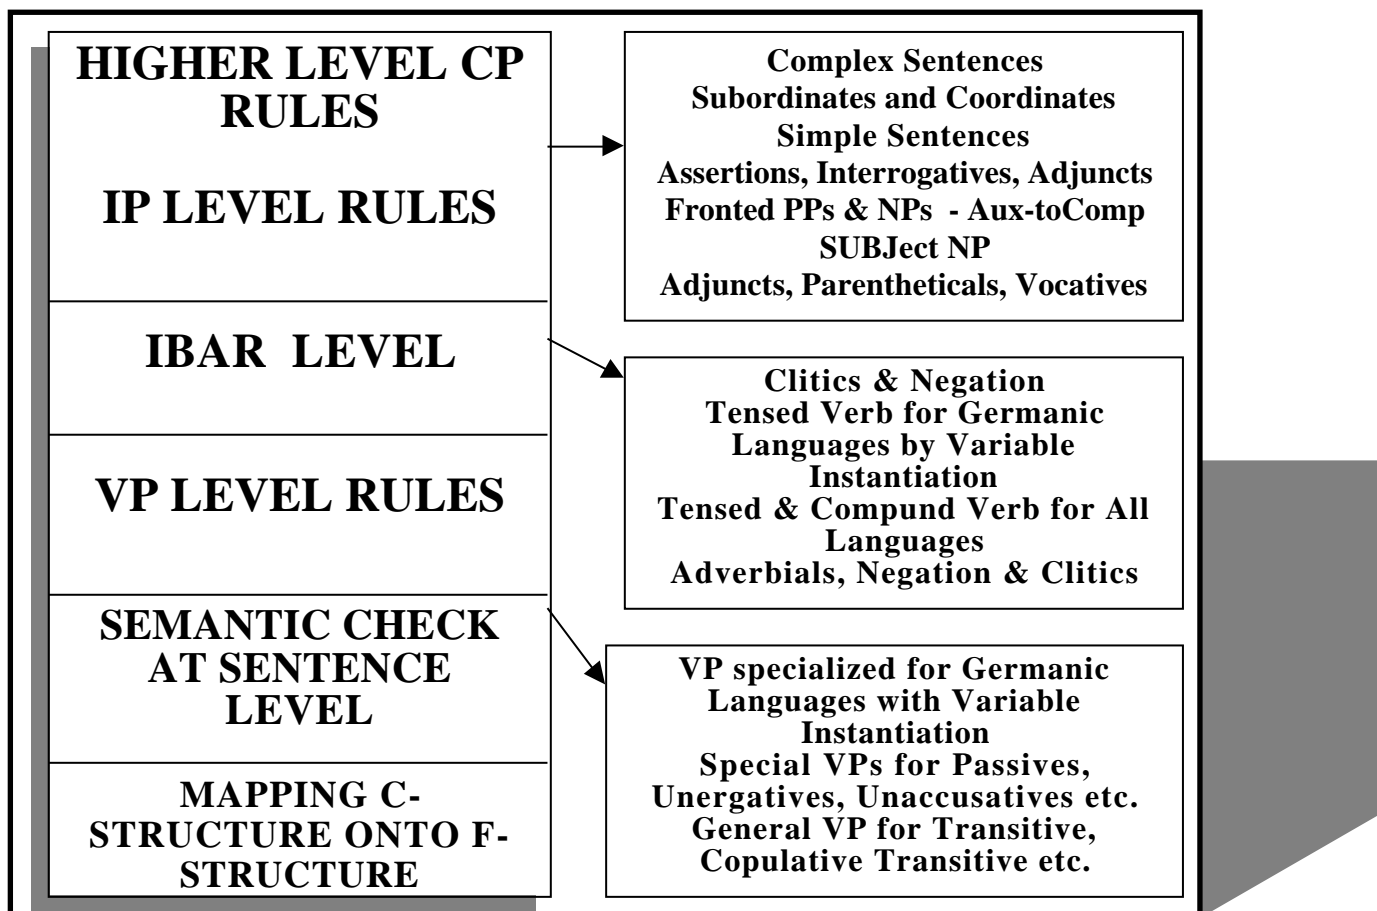 HIGHER LEVEL CP
RULES
IP LEVEL RULES
IBAR LEVEL
VP LEVEL RULES
SEMANTIC CHECK
AT SENTENCE
LEVEL
MAPPING C-
STRUCTURE ONTO F-
STRUCTURE
Complex Sentences
Subordinates and Coordinates
Simple Sentences
Assertions, Interrogatives, Adjuncts
Fronted PPs & NPs - Aux-toComp
SUBJect NP
Adjuncts, Parentheticals, Vocatives
Clitics & Negation
Tensed Verb for Germanic
Languages by Variable
Instantiation
Tensed & Compund Verb for All
Languages
Adverbials, Negation & Clitics
VP specialized for Germanic
Languages with Variable
Instantiation
Special VPs for Passives,
Unergatives, Unaccusatives etc.
General VP for Transitive,
Copulative Transitive etc.